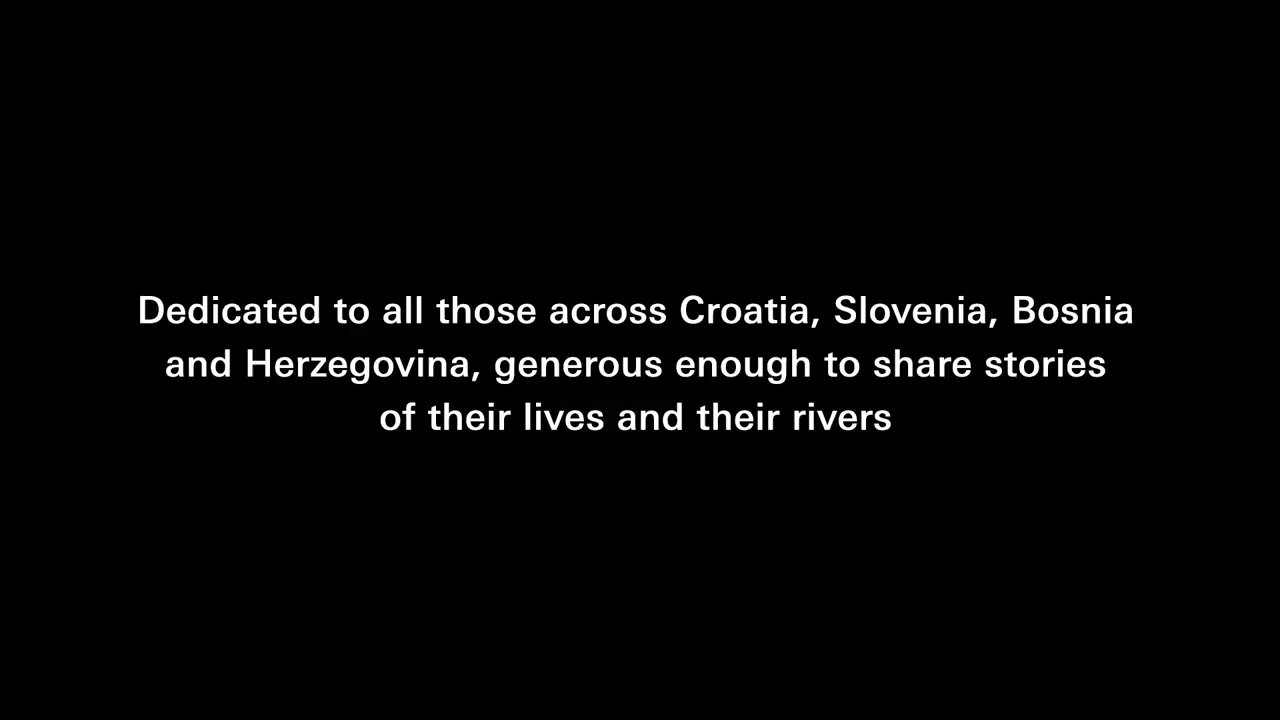 Dedicated to all those across Croatia, Slovenia, Bosnia
and Herzegovina, generous enough to share stories
of their lives and their rivers